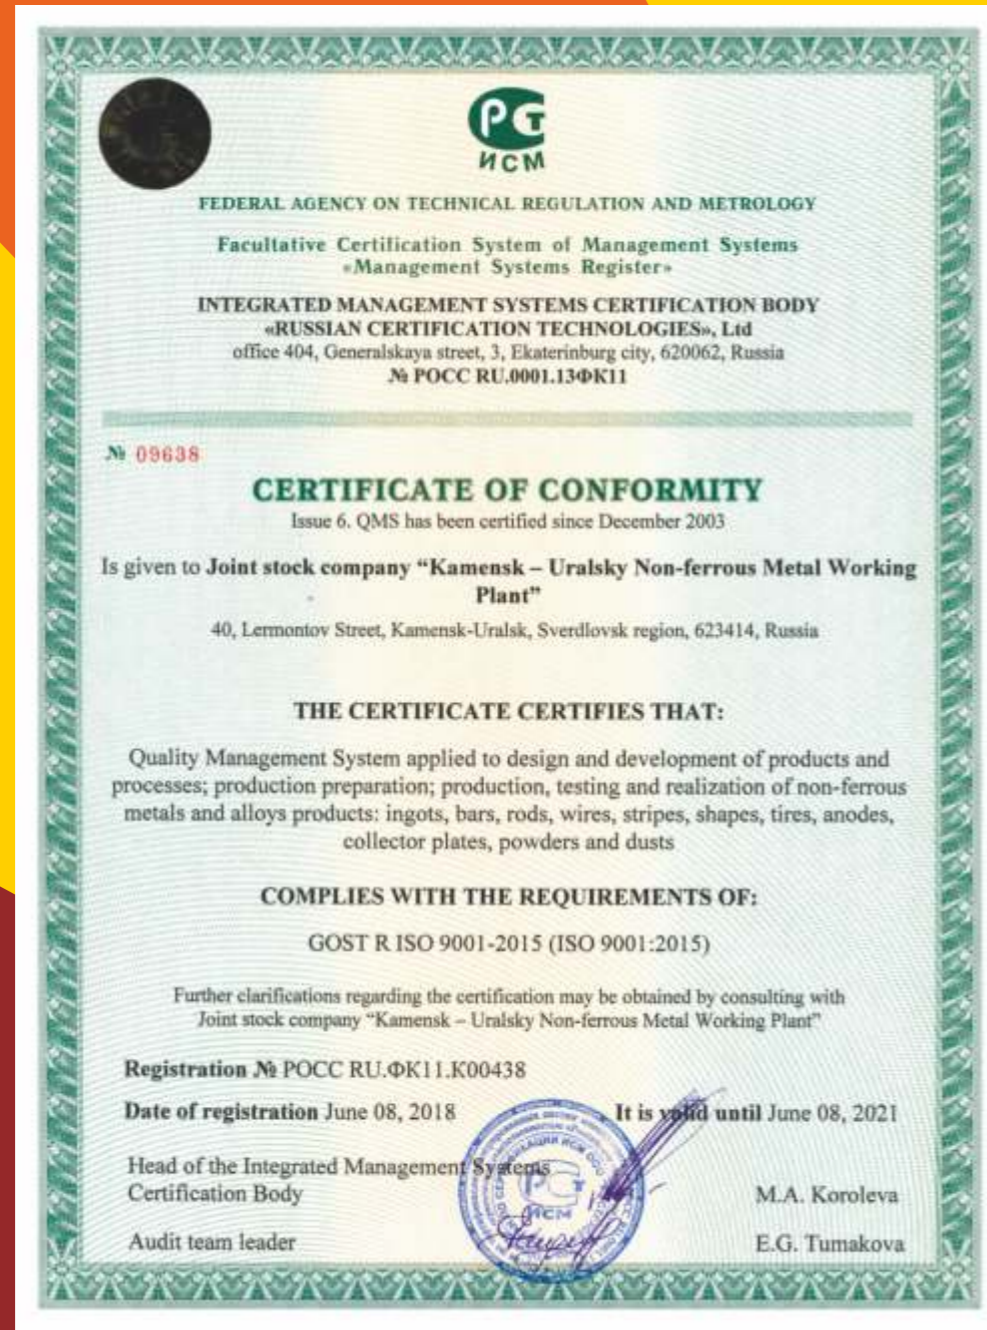 РСТ
ИСМ
FEDERAL AGENCY ON TECHNICAL REGULATION AND METROLOGY
Facultative Certification System of Management Systems
«Management Systems Register»
INTEGRATED MANAGEMENT SYSTEMS CERTIFICATION BODY
«RUSSIAN CERTIFICATION TECHNOLOGIES», Ltd
office 404, Generalskaya street, 3, Ekaterinburg city, 620062, Russia
№ РОСС RU.0001.13ФК11
№ 09638
CERTIFICATE OF CONFORMITY
Issue 6. QMS has been certified since December 2003
Is given to Joint stock company “Kamensk – Uralsky Non-ferrous Metal Working
Plant”
40, Lermontov Street, Kamensk-Uralsk, Sverdlovsk region, 623414, Russia
THE CERTIFICATE CERTIFIES THAT:
Quality Management System applied to design and development of products and
processes; production preparation; production, testing and realization of non-ferrous
metals and alloys products: ingots, bars, rods, wires, stripes, shapes, tires, anodes,
collector plates, powders and dusts
COMPLIES WITH THE REQUIREMENTS OF:
GOST R ISO 9001-2015 (ISO 9001:2015)
Further clarifications regarding the certification may be obtained by consulting with
Joint stock company “Kamensk – Uralsky Non-ferrous Metal Working Plant”
Registration № РОСС RU.ФК11.К00438
Date of registration June 08, 2018 It is valid until June 08, 2021
Head of the Integrated Management Systems
Certification Body M.A. Koroleva
Audit team leader E.G. Tumakova
РСТ
ИСМ